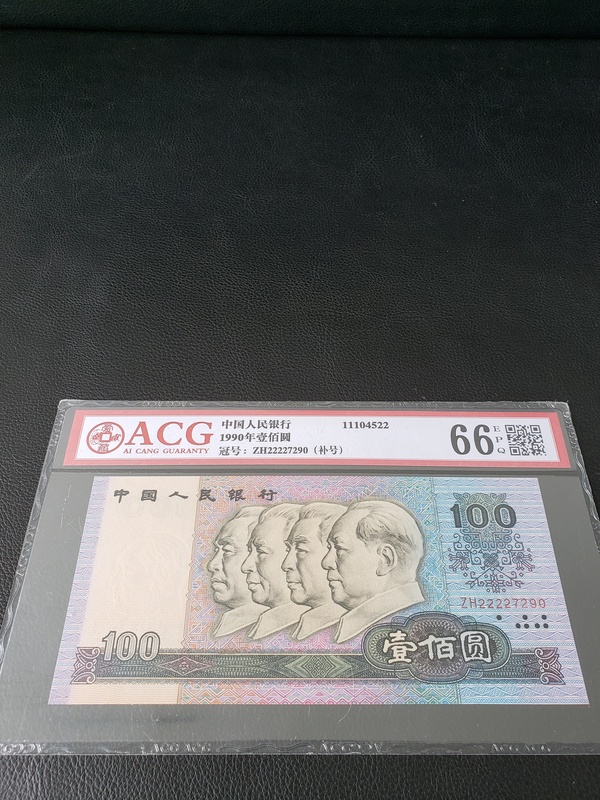 ACG
AI CANG GUARANTY
中国人民银行
1990年壹佰圆
冠号：ZH22227290（补号）
11104522
66
EPQ
中国人民银行
100
ZH22227290
100
壹佰圆